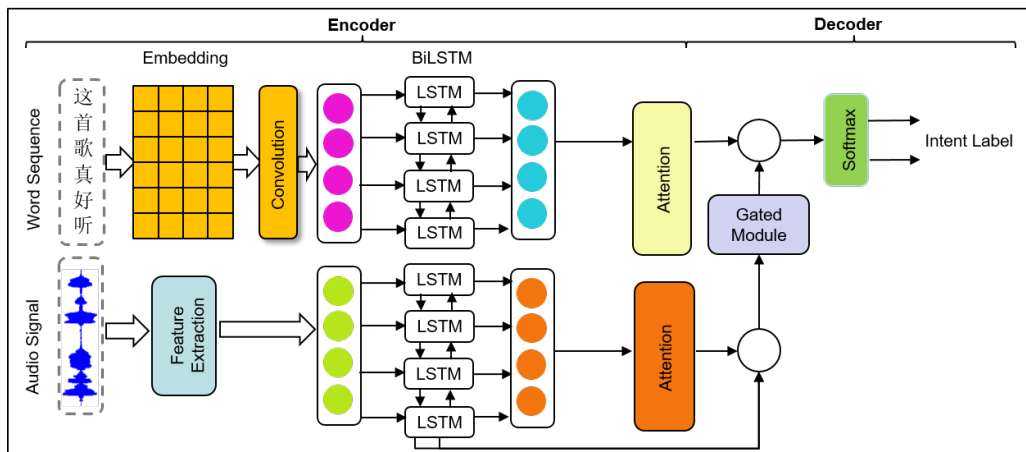 Encoder
Decoder
Embedding
BiLSTM
Word Sequence
这
首
歌
真
好
听
Convolution
LSTM
LSTM
LSTM
LSTM
Attention
Softmax
Intent Label
Gated
Module
Audio Signal
Feature
Extraction
LSTM
LSTM
LSTM
LSTM
Attention